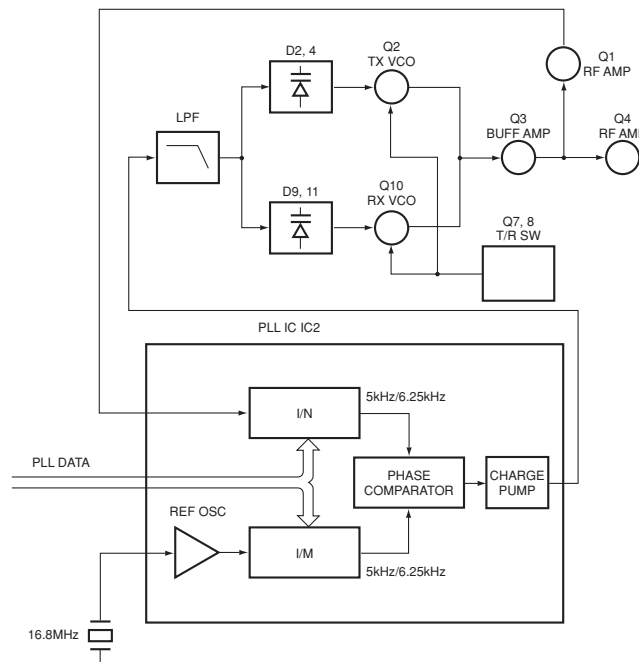 D2, 4
Q2
TX VCO
Q1
RF AMP
LPF
Q3
BUFF AMP
Q4
RF AM
D9, 11
Q10
RX VCO
Q7, 8
T/R SW
PLL IC IC2
I/N
5kHz/6.25kHz
PLL DATA
PHASE
COMPARATOR
CHARGE
PUMP
REF OSC
I/M
5kHz/6.25kHz
16.8MHz